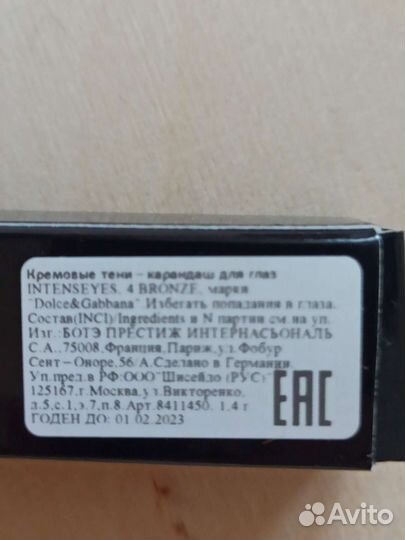 Кремовые тени - карандаш для глаз
INTENSEYES, 4 BRONZE, марки
"Dolce&Gabbana" Избегать попадания в глаза.
Состав(INCI)/Ingredients и N партии см.на уп.
Изг.:БОТЭ ПРЕСТИЖ ИНТЕРНАСЬОНАЛЬ
С.А.,75008,Франция,Париж,ул.Фобур
Сент-Оноре,56/А.Сделано в Германии.
Уп.пред.в РФ:ООО"Шисейдо (РУС)"
125167,г.Москва,ул.Викторенко,
д.5,с.1,э.7,п.8.Арт.8411450. 1,4 г
ГОДЕН ДО: 01.02.2023
EAC
Avito